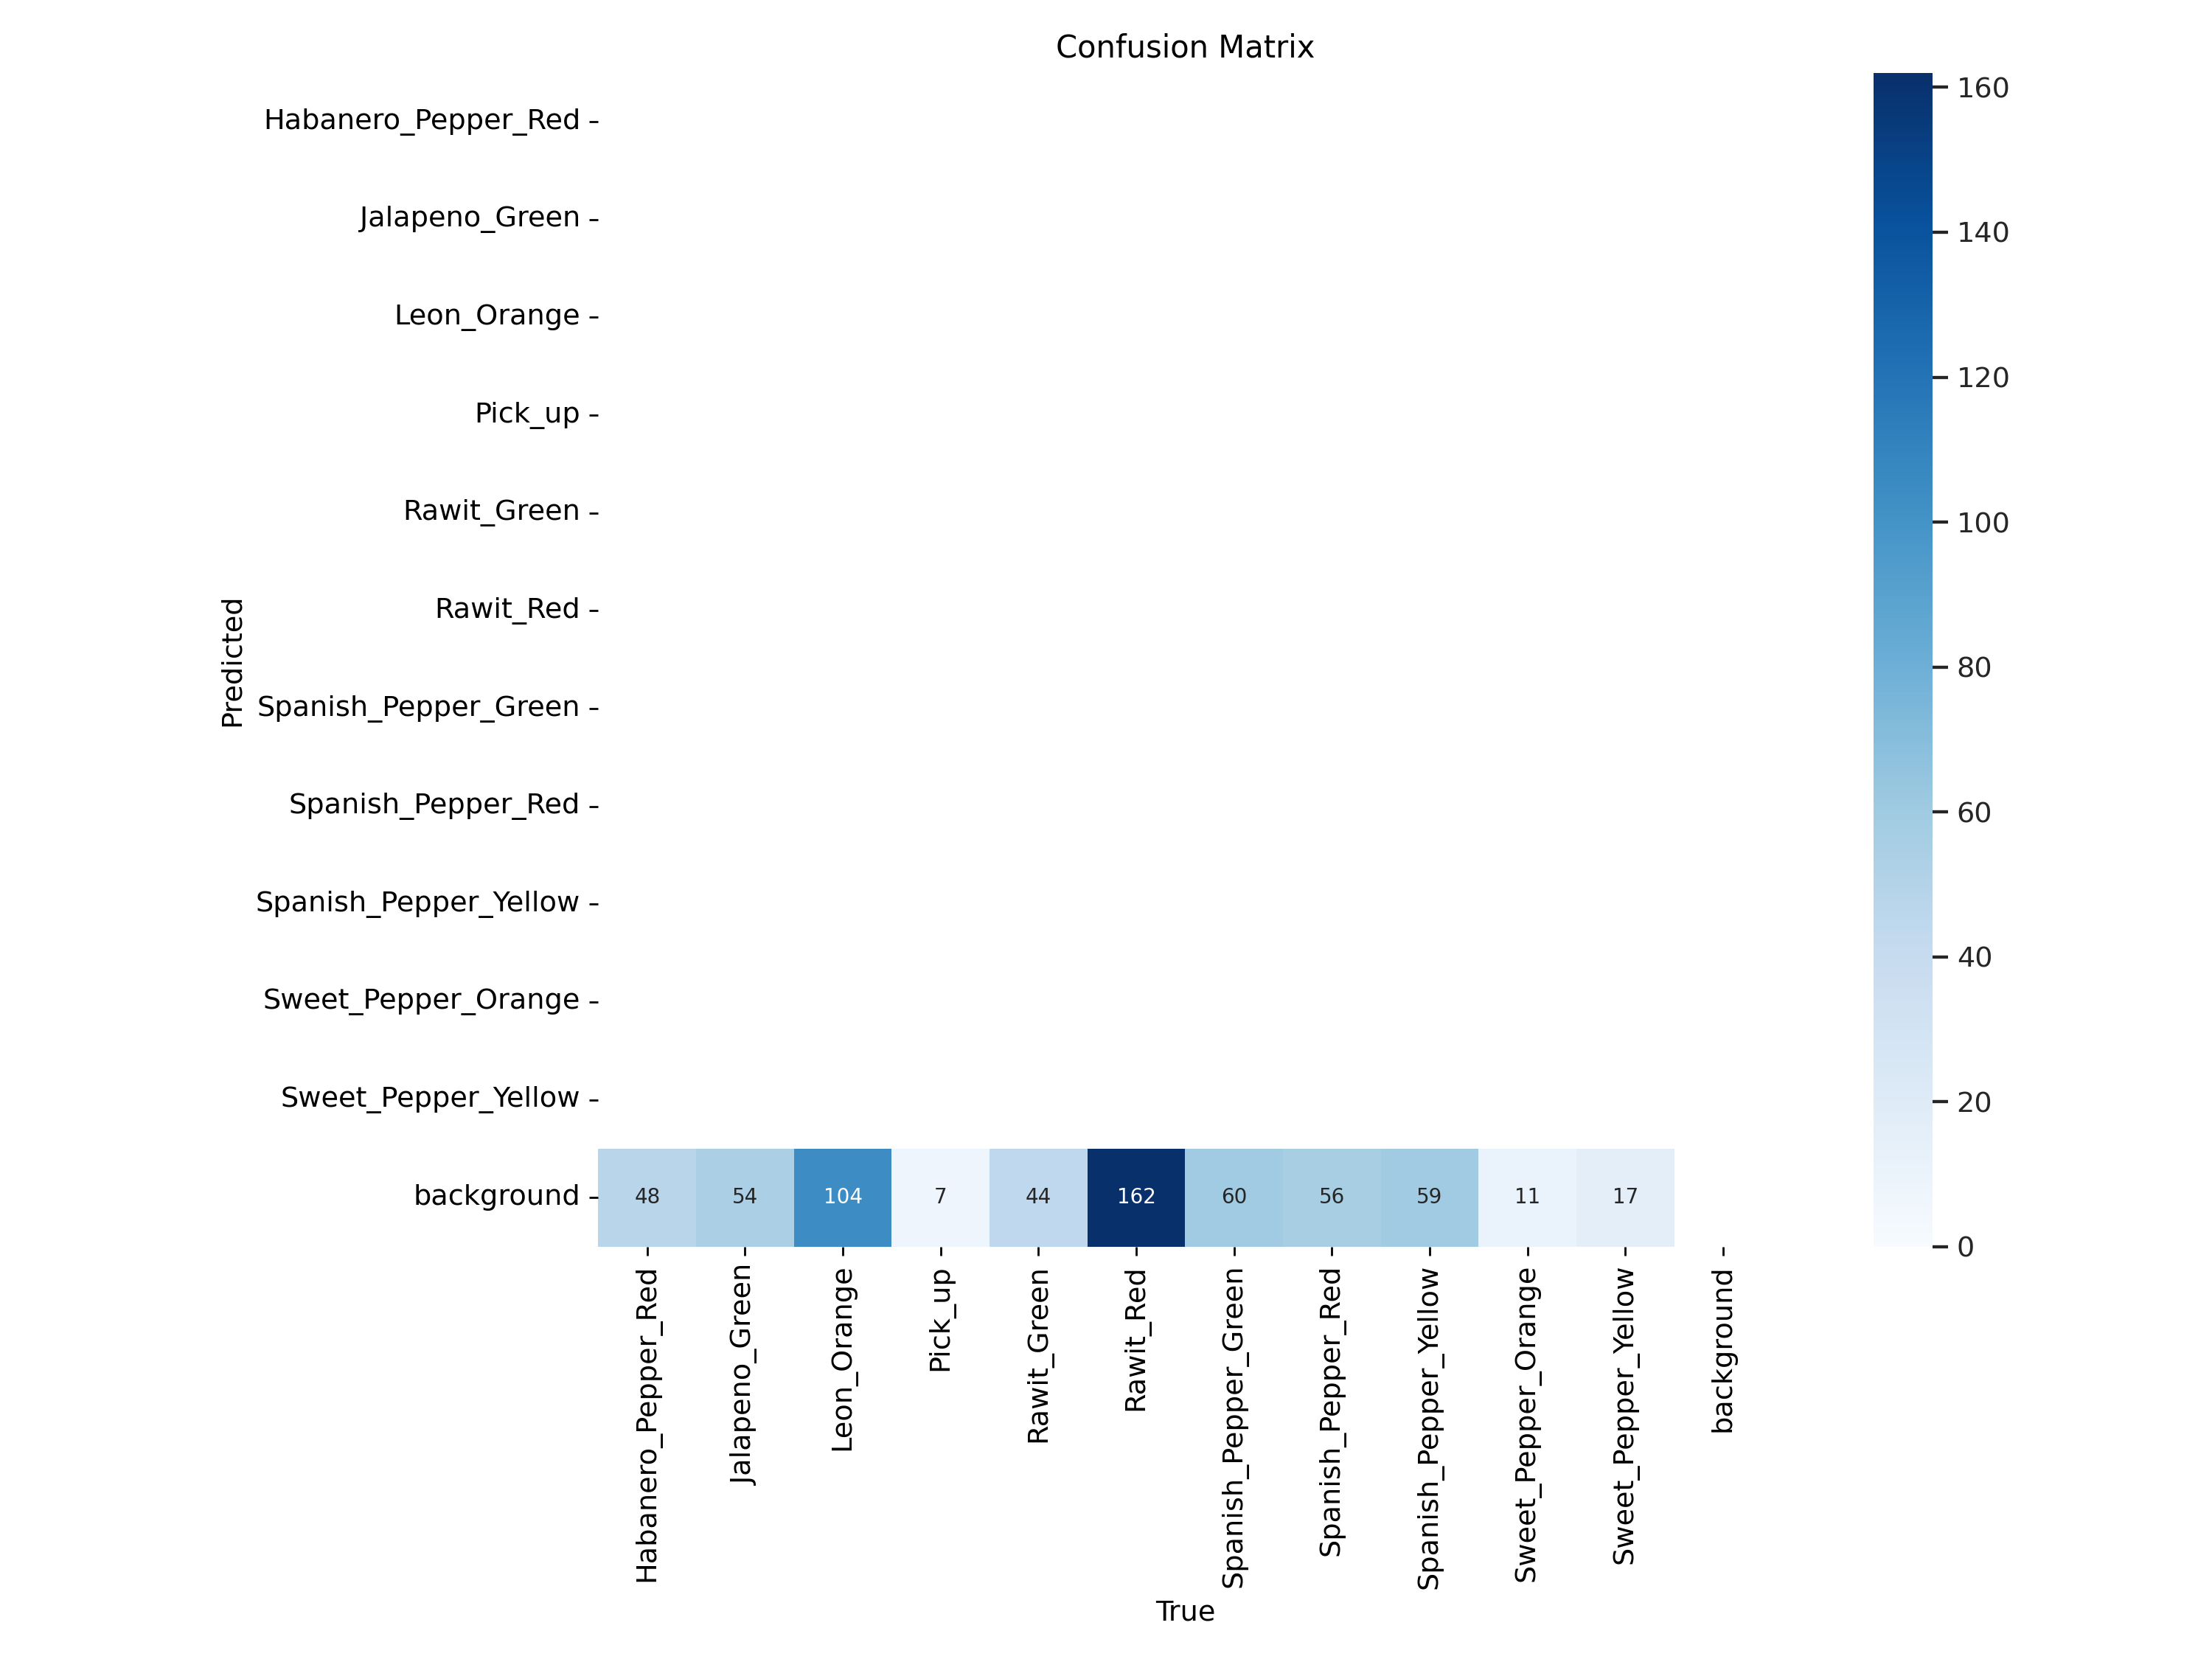 Confusion Matrix
Habanero_Pepper_Red
Jalapeno_Green
Leon_Orange
Pick_up
Rawit_Green
Rawit_Red
Spanish_Pepper_Green
Spanish_Pepper_Red
Spanish_Pepper_Yellow
Sweet_Pepper_Orange
Sweet_Pepper_Yellow
background
Predicted
48 54 104 7 44 162 60 56 59 11 17
Habanero_Pepper_Red
Jalapeno_Green
Leon_Orange
Pick_up
Rawit_Green
Rawit_Red
Spanish_Pepper_Green
Spanish_Pepper_Red
Spanish_Pepper_Yellow
Sweet_Pepper_Orange
Sweet_Pepper_Yellow
background
True
160
140
120
100
80
60
40
20
0